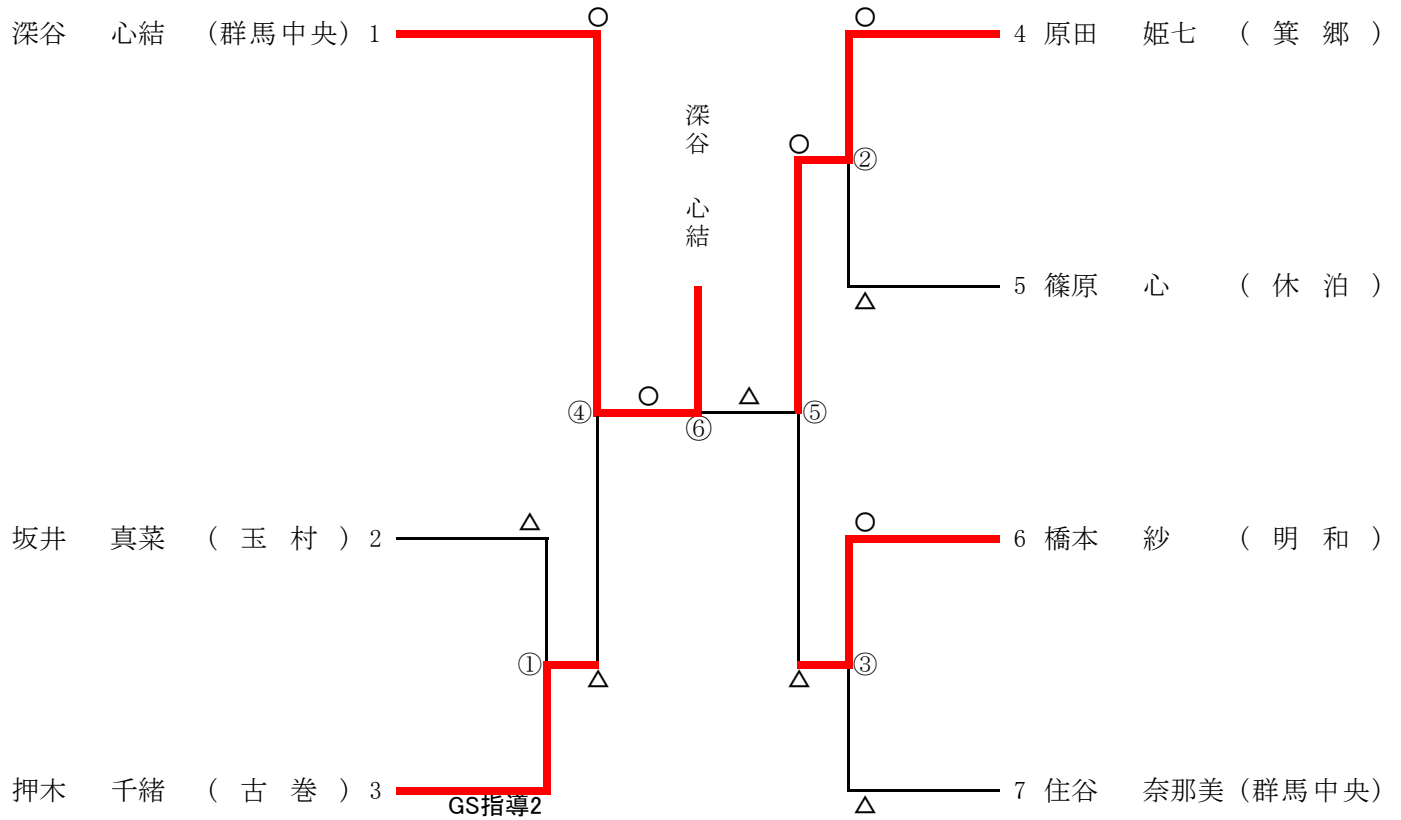 深谷 心結 (群馬中央) 1
坂井 真菜 ( 玉 村 ) 2
押木 千緒 ( 古 巻 ) 3
GS指導2
○
④
○
△
①
△
深谷 心結
⑥
△
○
⑤
△
○
②
△
○
③
△
4 原田 姫七 ( 箕 郷 )
5 篠原 心 ( 休 泊 )
6 橋本 紗 ( 明 和 )
7 住谷 奈那美 (群馬中央)